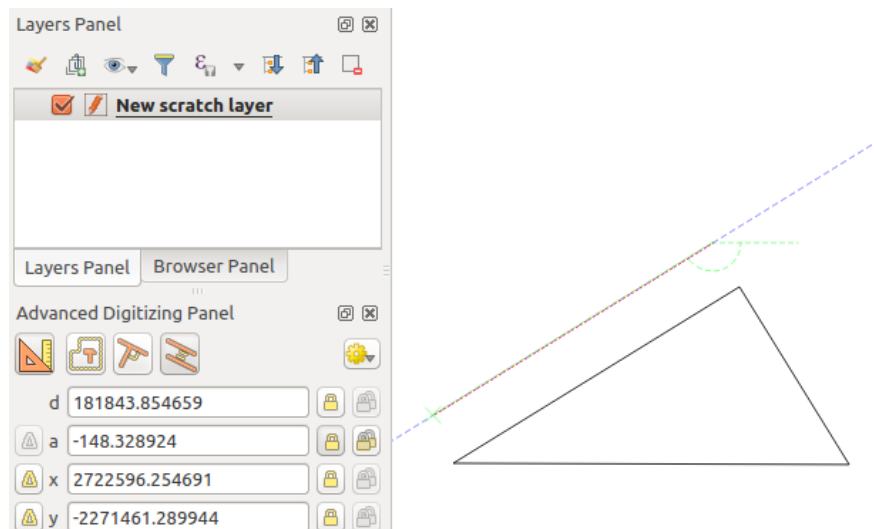 Layers Panel
New scratch layer
Layers Panel Browser Panel
Advanced Digitizing Panel
d 181843.854659
a -148.328924
x 2722596.254691
y -2271461.289944